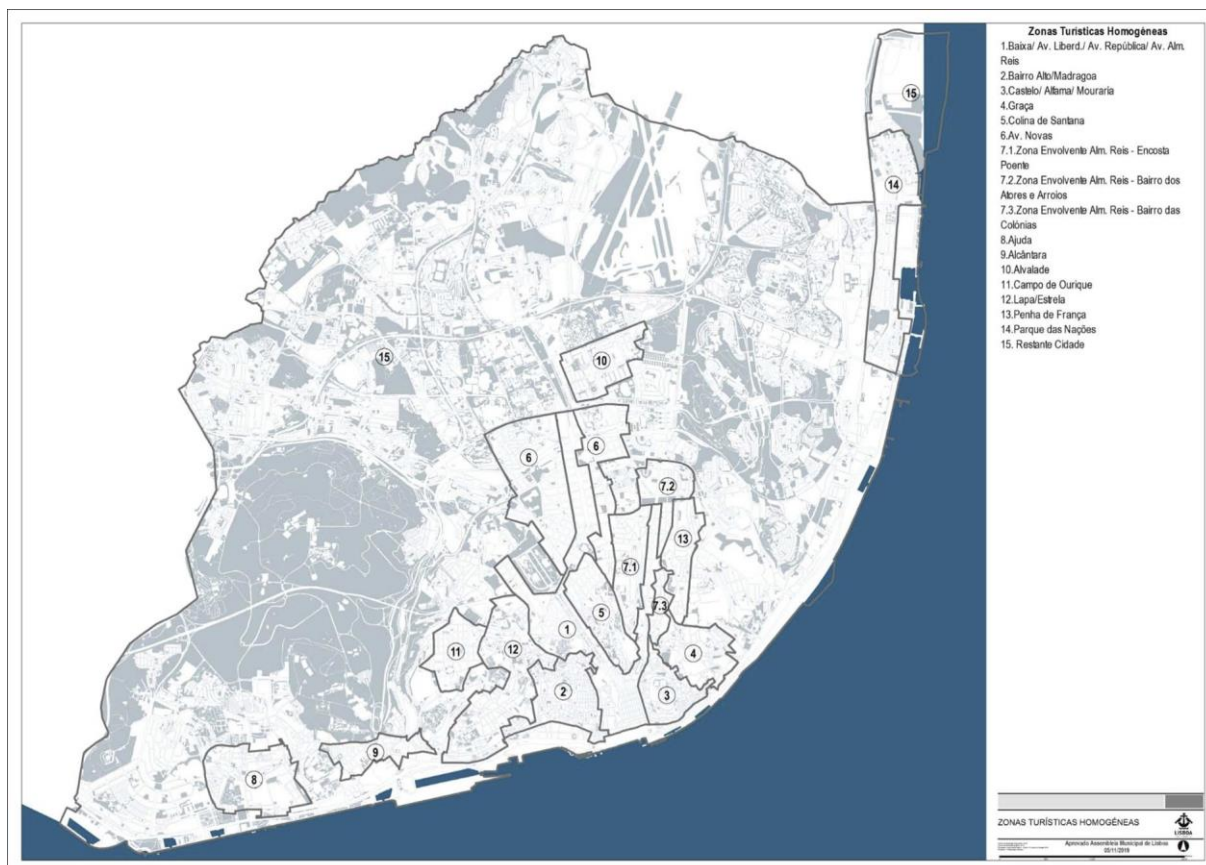 Zonas Turísticas Homogéneas
1.Baixa/ Av. Liberd./ Av. República/ Av. Alm.
Reis
2.Bairro Alto/Madragoa
3.Castelo/ Alfama/ Mouraria
4.Graça
5.Colina de Santana
6.Av. Novas
7.1.Zona Envolvente Alm. Reis - Encosta
Poente
7.2.Zona Envolvente Alm. Reis - Bairro dos
Atores e Arroios
7.3.Zona Envolvente Alm. Reis - Bairro das
Colónias
8.Ajuda
9.Alcântara
10.Alvalade
11.Campo de Ourique
12.Lapa/Estrela
13.Penha de França
14.Parque das Nações
15. Restante Cidade
15
14
15
10
6
6
7.2
13
7.1
7.3
5
1
11
12
4
2
3
9
8
ZONAS TURÍSTICAS HOMOGÉNEAS
LISBOA
Aprovado Assembleia Municipal de Lisboa
05/11/2019